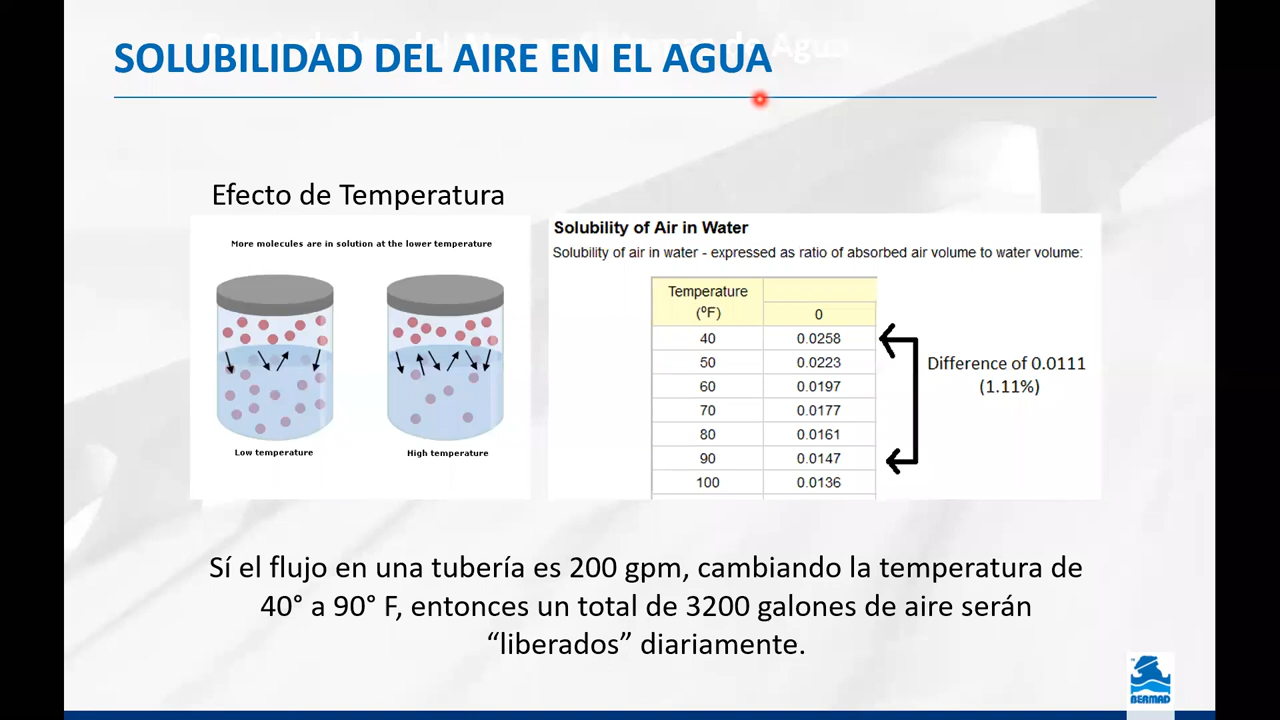 SOLUBILIDAD DEL AIRE EN EL AGUA
Efecto de Temperatura
More molecules are in solution at the lower temperature
Low temperature
High temperature
Solubility of Air in Water
Solubility of air in water - expressed as ratio of absorbed air volume to water volume:
Temperature
(ºF)
0
40 0.0258
50 0.0223
60 0.0197
70 0.0177
80 0.0161
90 0.0147
100 0.0136
Difference of 0.0111
(1.11%)
Sí el flujo en una tubería es 200 gpm, cambiando la temperatura de
40° a 90° F, entonces un total de 3200 galones de aire serán
“liberados” diariamente.
BERMAD